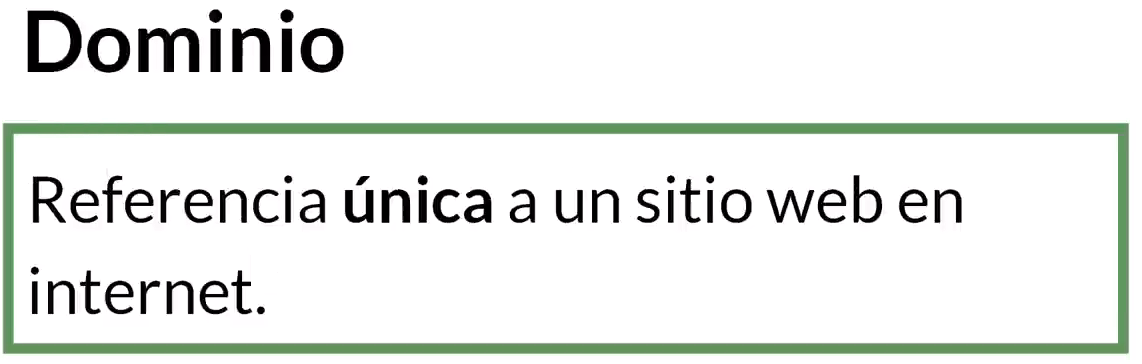 Dominio
Referencia única a un sitio web en
internet.